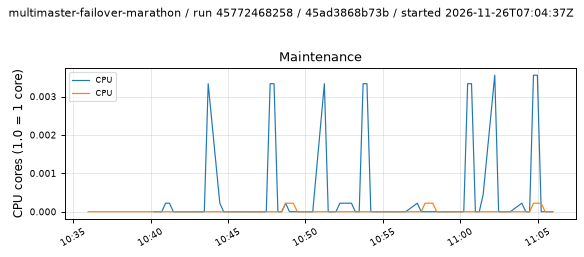 multimaster-failover-marathon / run 45772468258 / 45ad3868b73b / started 2026-11-26T07:04:37Z
Maintenance
CPU cores (1.0 = 1 core)
CPU
CPU
0.003
0.002
0.001
0.000
10:35
10:40
10:45
10:50
10:55
11:00
11:05